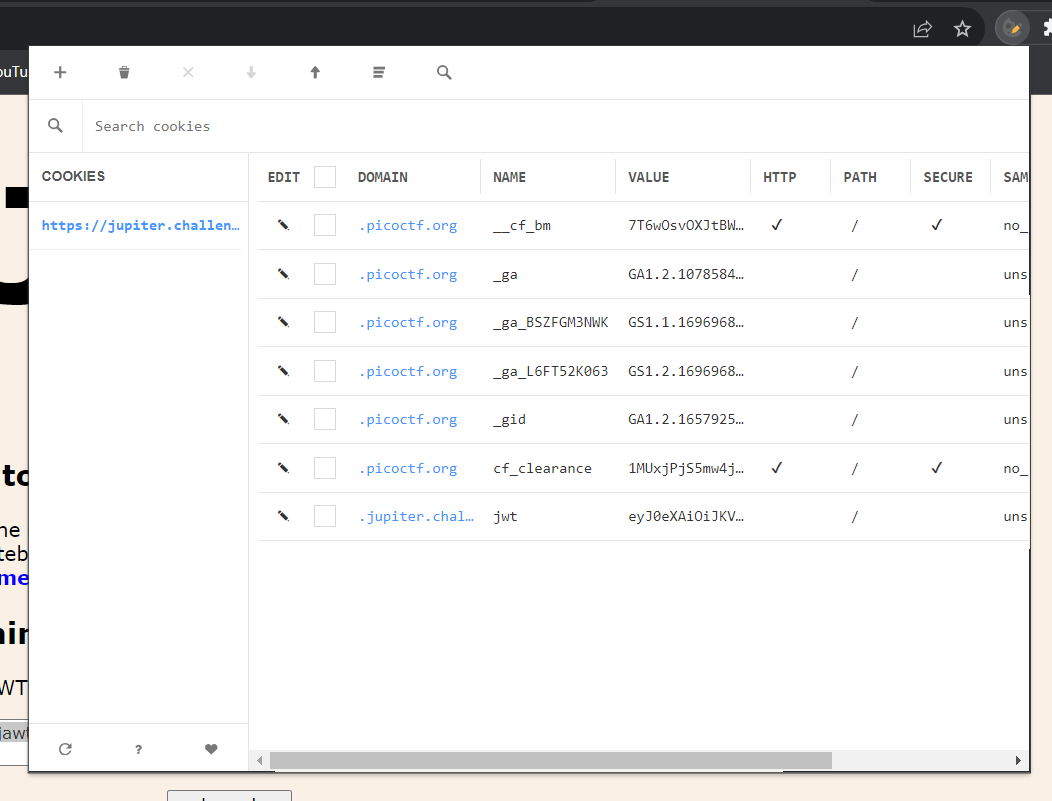 Search cookies
COOKIES
EDIT DOMAIN NAME VALUE HTTP PATH SECURE SAM
https://jupiter.challen…
.picoctf.org __cf_bm 7T6wOsvOXJtBW… ✓ / ✓ no_
.picoctf.org _ga GA1.2.1078584… / uns
.picoctf.org _ga_BSZFGM3NWK GS1.1.1696968… / uns
.picoctf.org _ga_L6FT52K063 GS1.2.1696968… / uns
.picoctf.org _gid GA1.2.1657925… / uns
.picoctf.org cf_clearance 1MUxjPjS5mw4j… ✓ / ✓ no_
.jupiter.chal… jwt eyJ0eXAiOiJKV… / uns
?
ouTu
to
ne
teb
me
WT
jawt